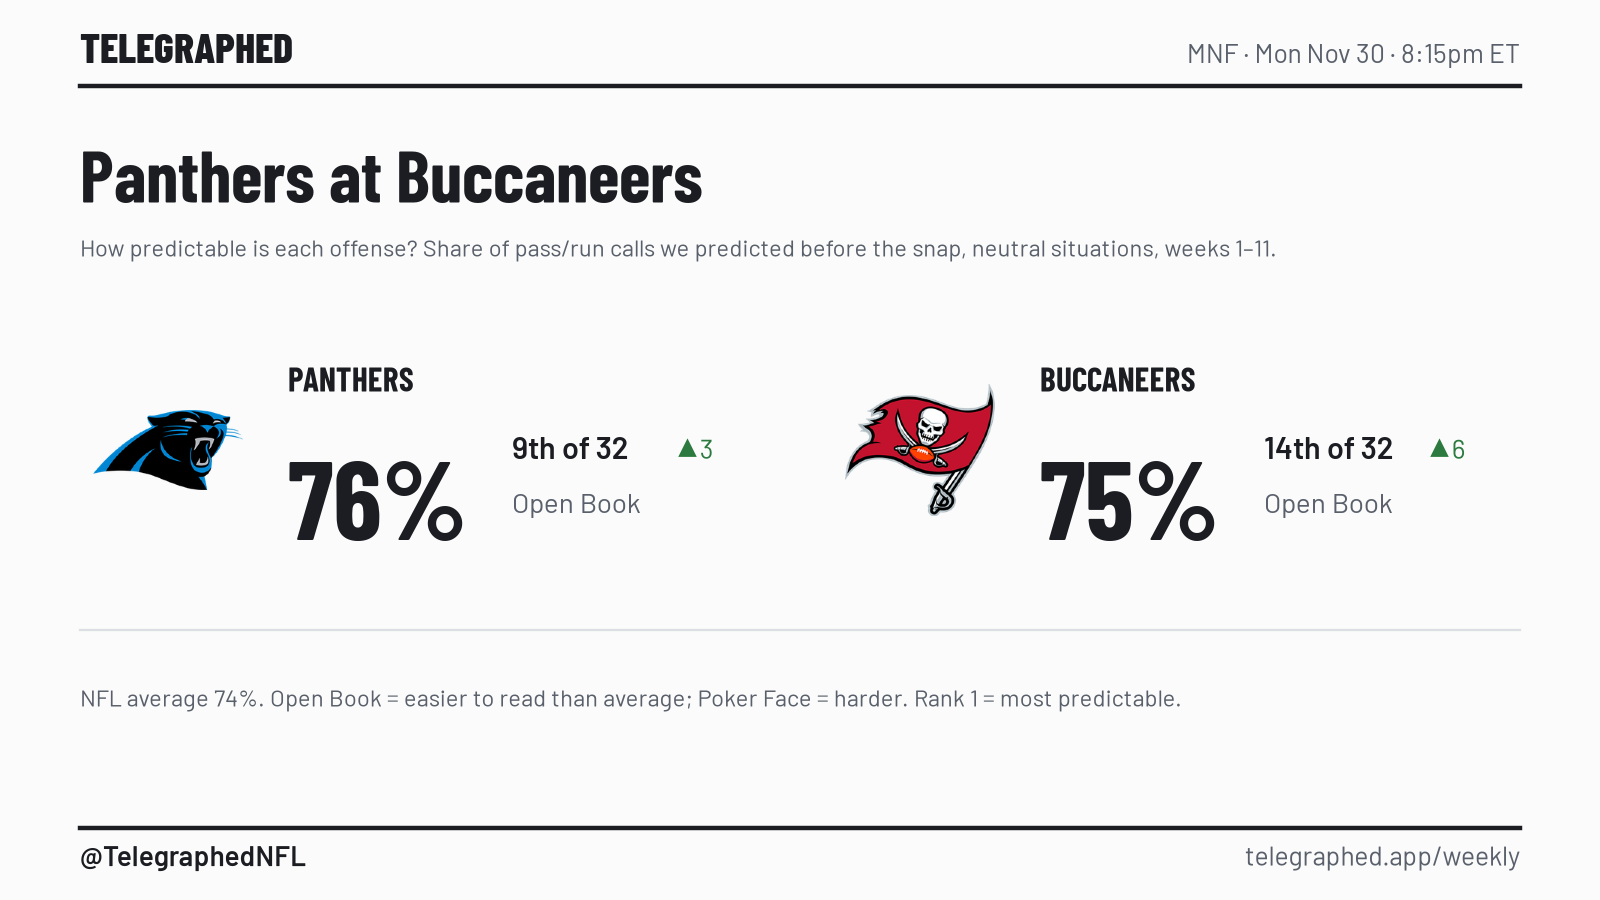 TELEGRAPHED
MNF · Mon Nov 30 · 8:15pm ET
Panthers at Buccaneers
How predictable is each offense? Share of pass/run calls we predicted before the snap, neutral situations, weeks 1–11.
PANTHERS
76%
9th of 32 ▲3
Open Book
BUCCANEERS
75%
14th of 32 ▲6
Open Book
NFL average 74%. Open Book = easier to read than average; Poker Face = harder. Rank 1 = most predictable.
@TelegraphedNFL
telegraphed.app/weekly